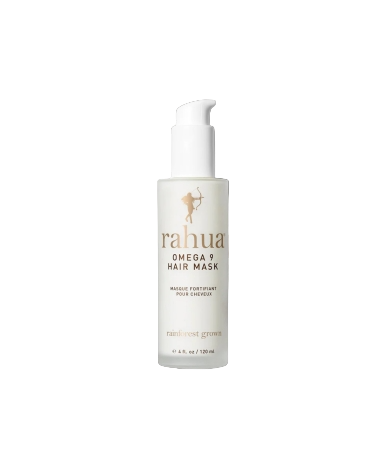 rahua
OMEGA 9
HAIR MASK
MASQUE FORTIFIANT
POUR CHEVEUX
rainforest grown
4 fl. oz / 120 mL